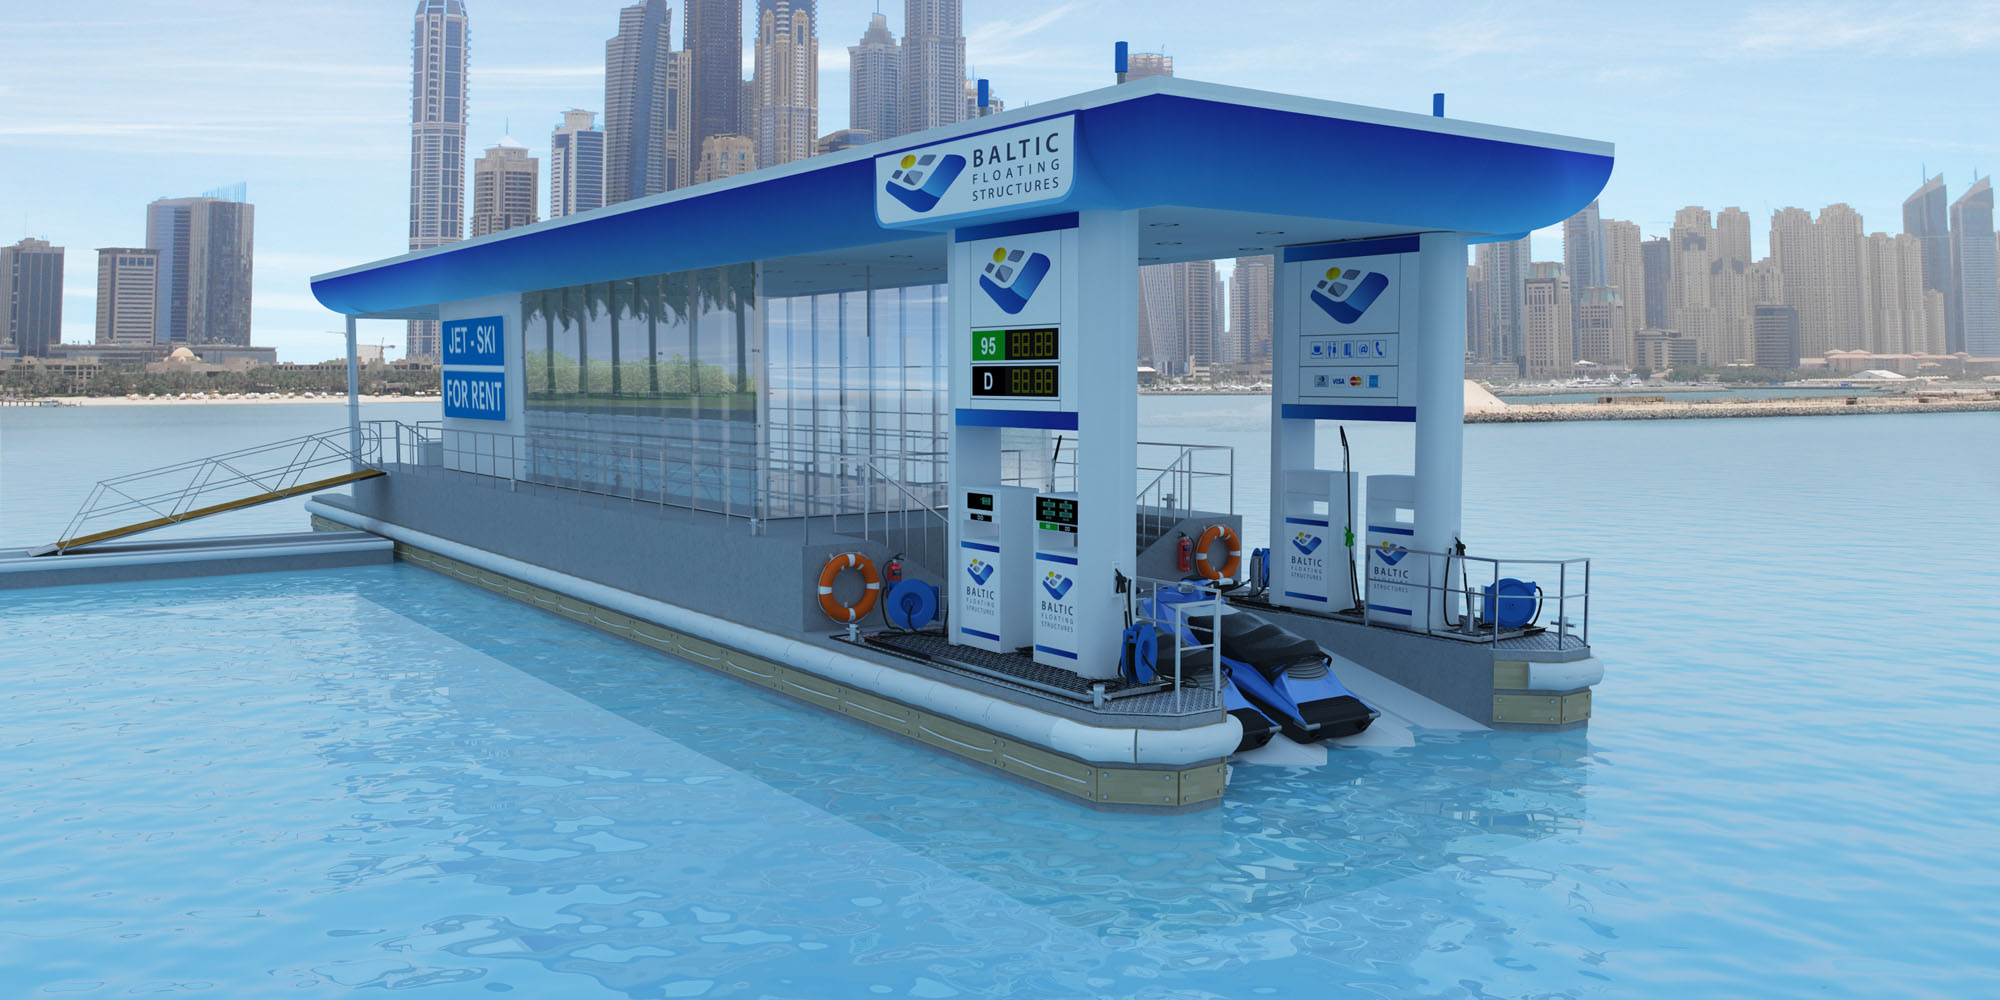 BALTIC
FLOATING
STRUCTURES
JET - SKI
FOR RENT
95 88.88
D 88.88
VISA
BALTIC
FLOATING
STRUCTURES
BALTIC
FLOATING
STRUCTURES
BALTIC
FLOATING
STRUCTURES
BALTIC
FLOATING
STRUCTURES